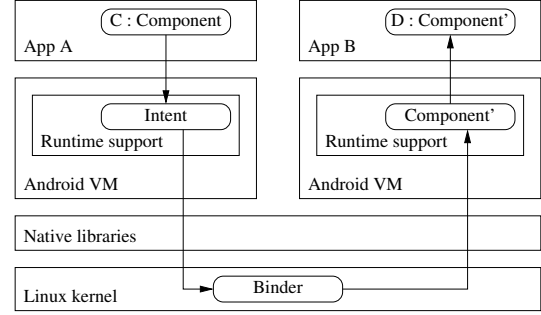 C : Component
D : Component’
App A
App B
Intent
Component’
Runtime support
Runtime support
Android VM
Android VM
Native libraries
Binder
Linux kernel